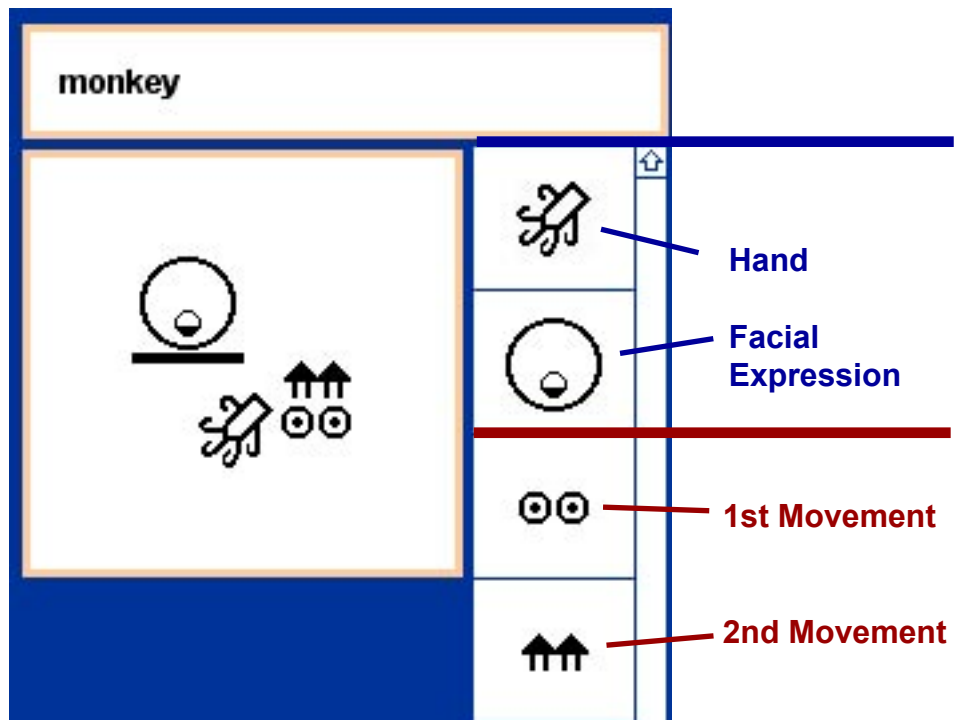 monkey
Hand
Facial
Expression
1st Movement
2nd Movement